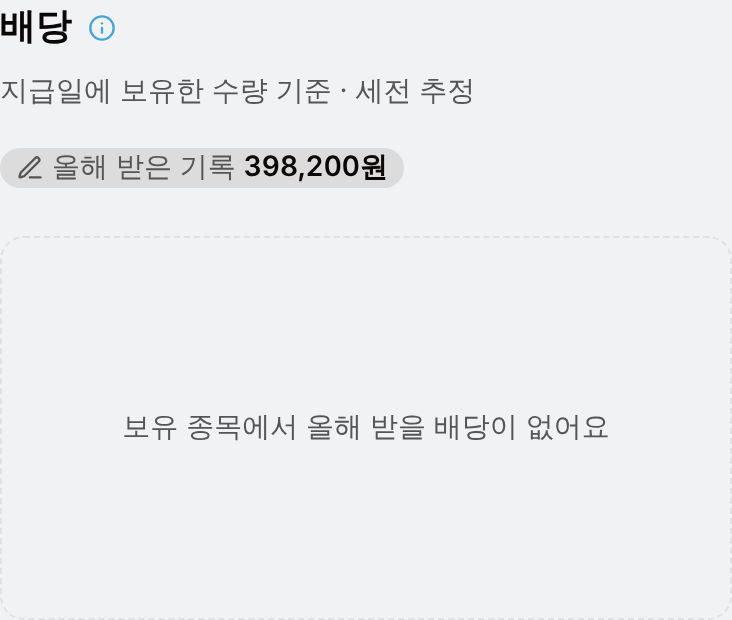 배당
지급일에 보유한 수량 기준 · 세전 추정
올해 받은 기록 398,200원
보유 종목에서 올해 받을 배당이 없어요